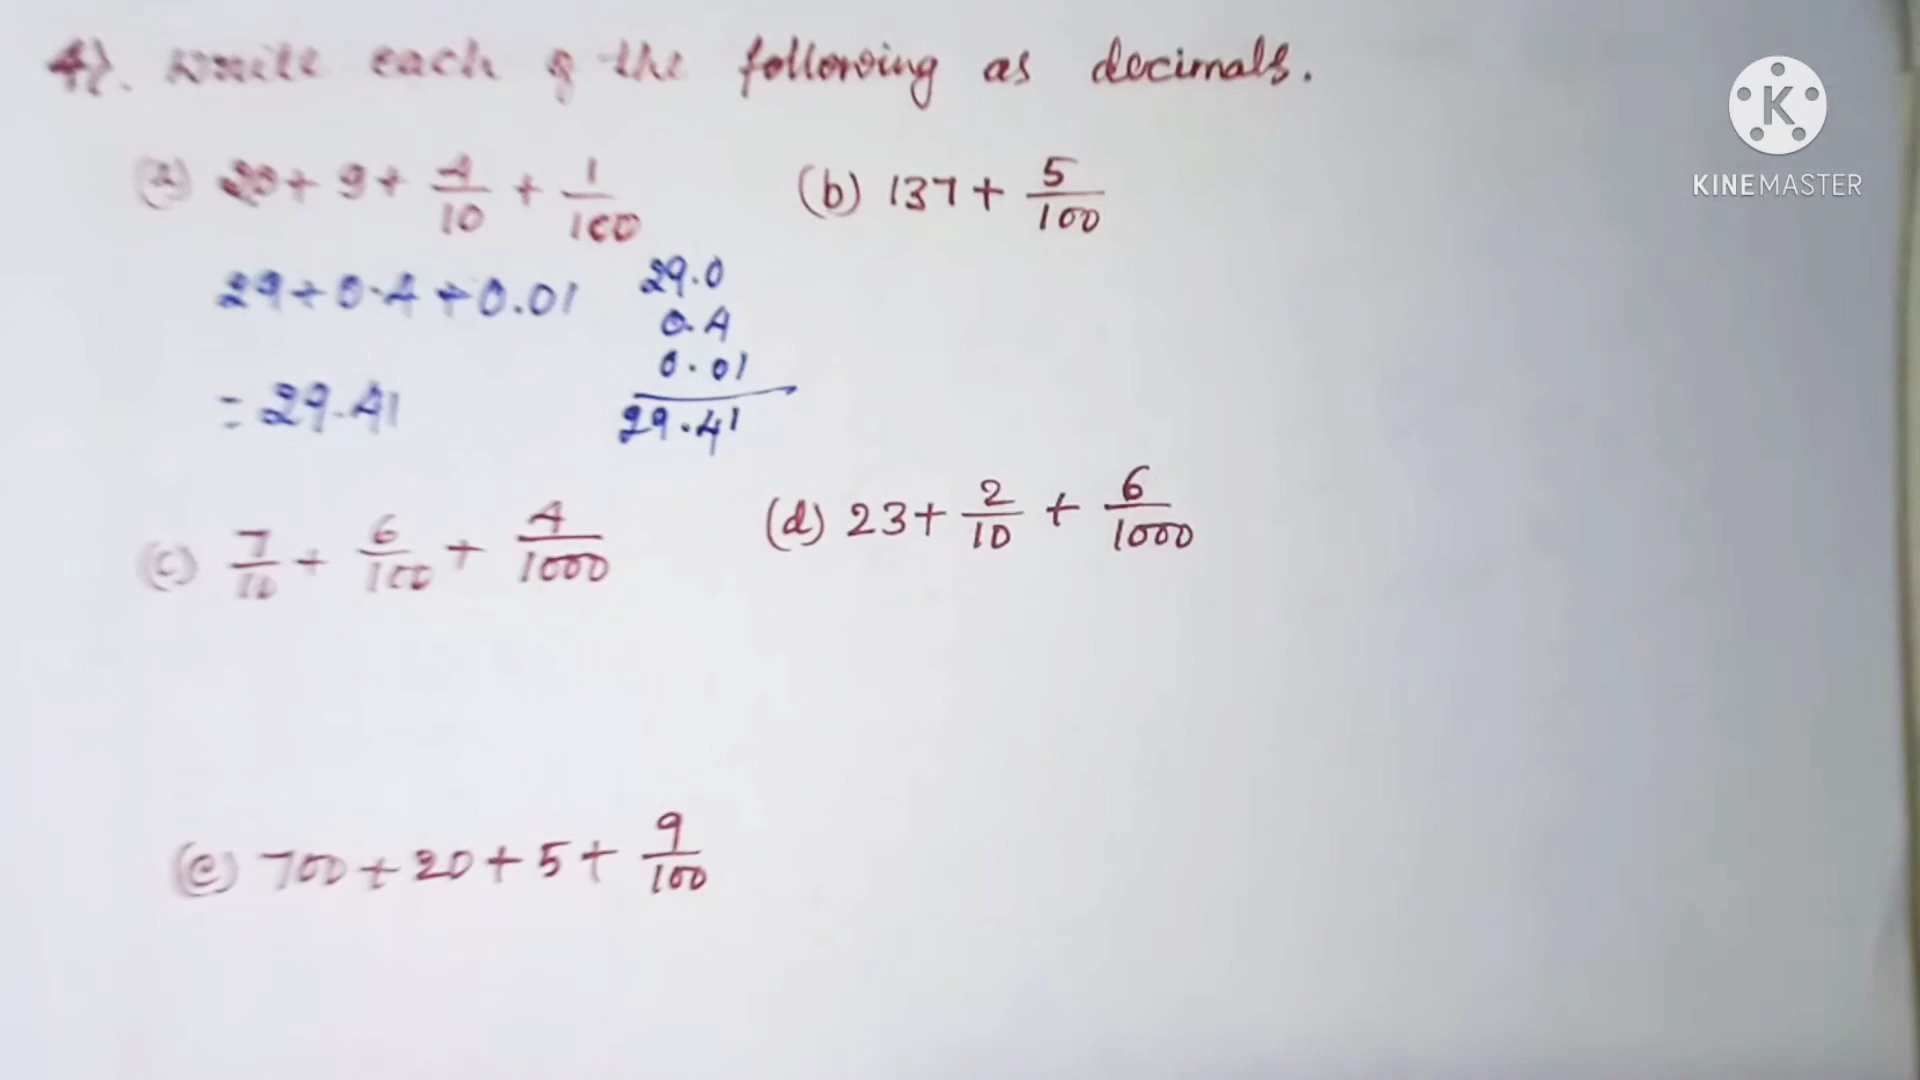 4). Write each of the following as decimals.
(a) 20 + 9 + 4/10 + 1/100
(b) 137 + 5/100
29 + 0.4 + 0.01
29.0
0.4
0.01
29.41
= 29.41
(c) 7/10 + 6/100 + 4/1000
(d) 23 + 2/10 + 6/1000
(e) 700 + 20 + 5 + 9/100
K
KINEMASTER